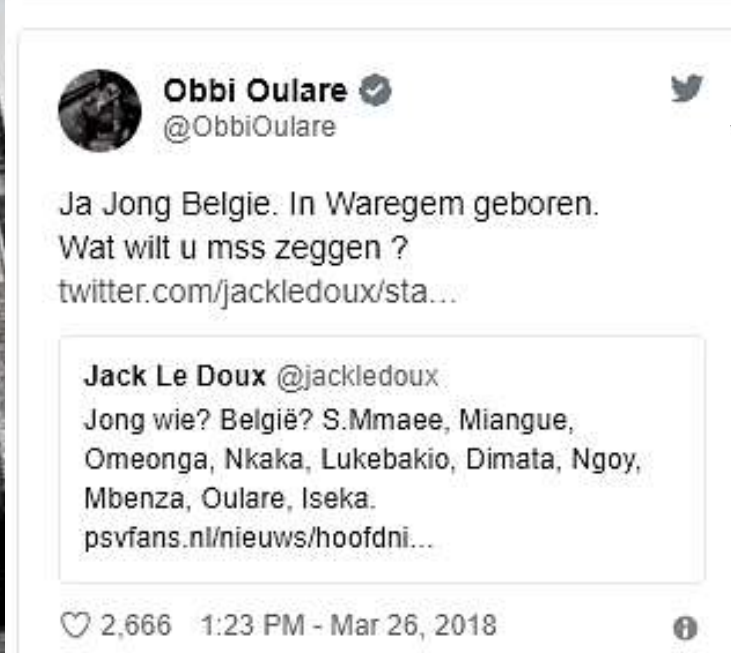 Obbi Oulare
@ObbiOulare
Ja Jong Belgie. In Waregem geboren.
Wat wilt u mss zeggen ?
twitter.com/jackledoux/sta...
Jack Le Doux @jackledoux
Jong wie? België? S.Mmaee, Miangue,
Omeonga, Nkaka, Lukebakio, Dimata, Ngoy,
Mbenza, Oulare, Iseka.
psvfans.nl/nieuws/hoofdni...
2,666 1:23 PM - Mar 26, 2018